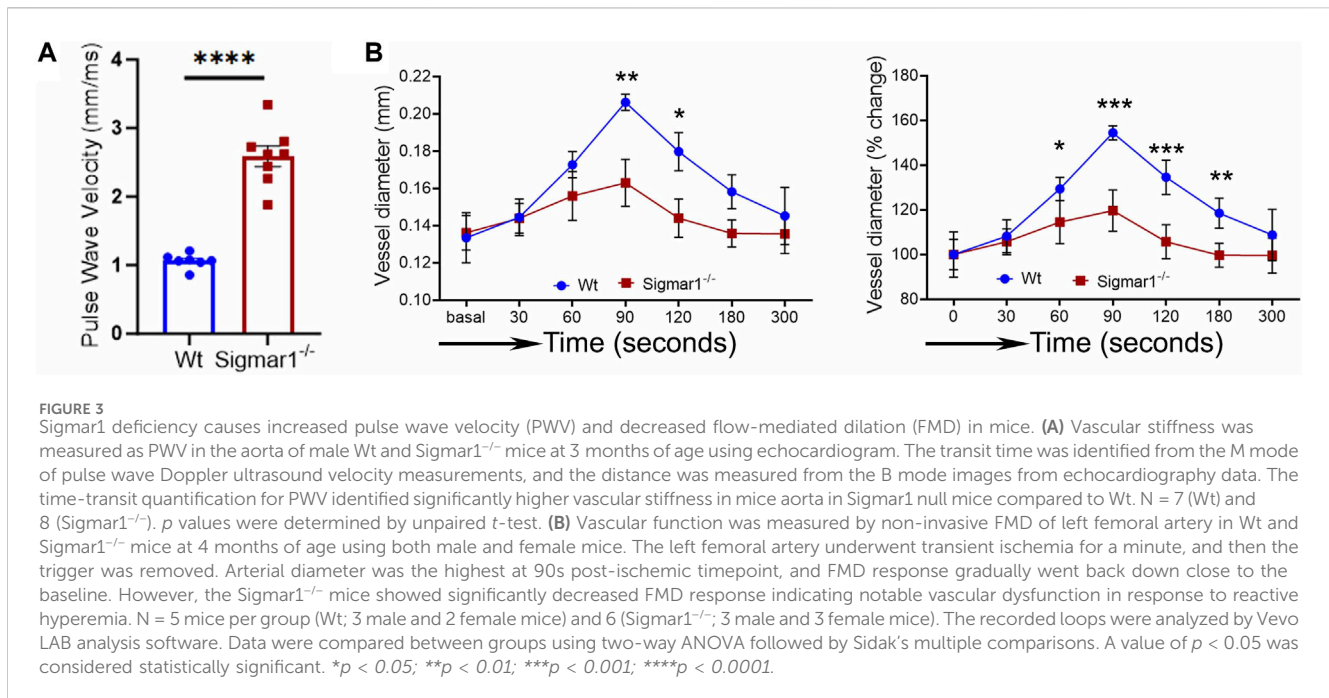 A
****
Pulse Wave Velocity (mm/ms)
4
3
2
1
0
Wt Sigmar1⁻/⁻
B
Vessel diameter (mm)
0.22
0.20
0.18
0.16
0.14
0.12
0.10
**
*
Wt Sigmar1⁻/⁻
basal 30 60 90 120 180 300
Time (seconds)
Vessel diameter (% change)
180
160
140
120
100
80
*
***
***
**
Wt Sigmar1⁻/⁻
0 30 60 90 120 180 300
Time (seconds)
FIGURE 3
Sigmar1 deficiency causes increased pulse wave velocity (PWV) and decreased flow-mediated dilation (FMD) in mice. (A) Vascular stiffness was
measured as PWV in the aorta of male Wt and Sigmar1⁻/⁻ mice at 3 months of age using echocardiogram. The transit time was identified from the M mode
of pulse wave Doppler ultrasound velocity measurements, and the distance was measured from the B mode images from echocardiography data. The
time-transit quantification for PWV identified significantly higher vascular stiffness in mice aorta in Sigmar1 null mice compared to Wt. N = 7 (Wt) and
8 (Sigmar1⁻/⁻). p values were determined by unpaired t-test. (B) Vascular function was measured by non-invasive FMD of left femoral artery in Wt and
Sigmar1⁻/⁻ mice at 4 months of age using both male and female mice. The left femoral artery underwent transient ischemia for a minute, and then the
trigger was removed. Arterial diameter was the highest at 90s post-ischemic timepoint, and FMD response gradually went back down close to the
baseline. However, the Sigmar1⁻/⁻ mice showed significantly decreased FMD response indicating notable vascular dysfunction in response to reactive
hyperemia. N = 5 mice per group (Wt; 3 male and 2 female mice) and 6 (Sigmar1⁻/⁻; 3 male and 3 female mice). The recorded loops were analyzed by Vevo
LAB analysis software. Data were compared between groups using two-way ANOVA followed by Sidak's multiple comparisons. A value of p < 0.05 was
considered statistically significant. *p < 0.05; **p < 0.01; ***p < 0.001; ****p < 0.0001.